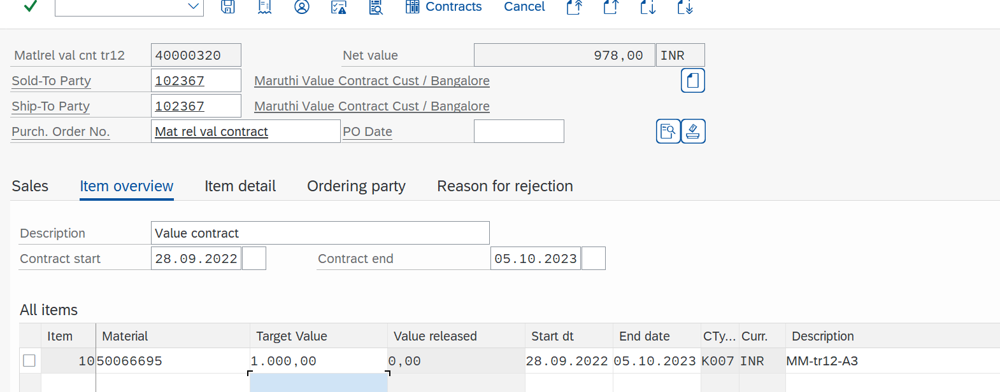 Contracts Cancel
Matlrel val cnt tr12 40000320 Net value 978,00 INR
Sold-To Party 102367 Maruthi Value Contract Cust / Bangalore
Ship-To Party 102367 Maruthi Value Contract Cust / Bangalore
Purch. Order No. Mat rel val contract PO Date
Sales Item overview Item detail Ordering party Reason for rejection
Description Value contract
Contract start 28.09.2022 Contract end 05.10.2023
All items
Item Material Target Value Value released Start dt End date CTy... Curr. Description
10 50066695 1.000,00 0,00 28.09.2022 05.10.2023 K007 INR MM-tr12-A3